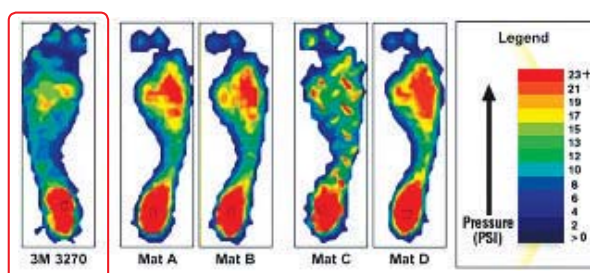 Legend
23+
21
19
17
15
13
12
10
8
6
4
2
>0
Pressure
(PSI)
3M 3270
Mat A
Mat B
Mat C
Mat D